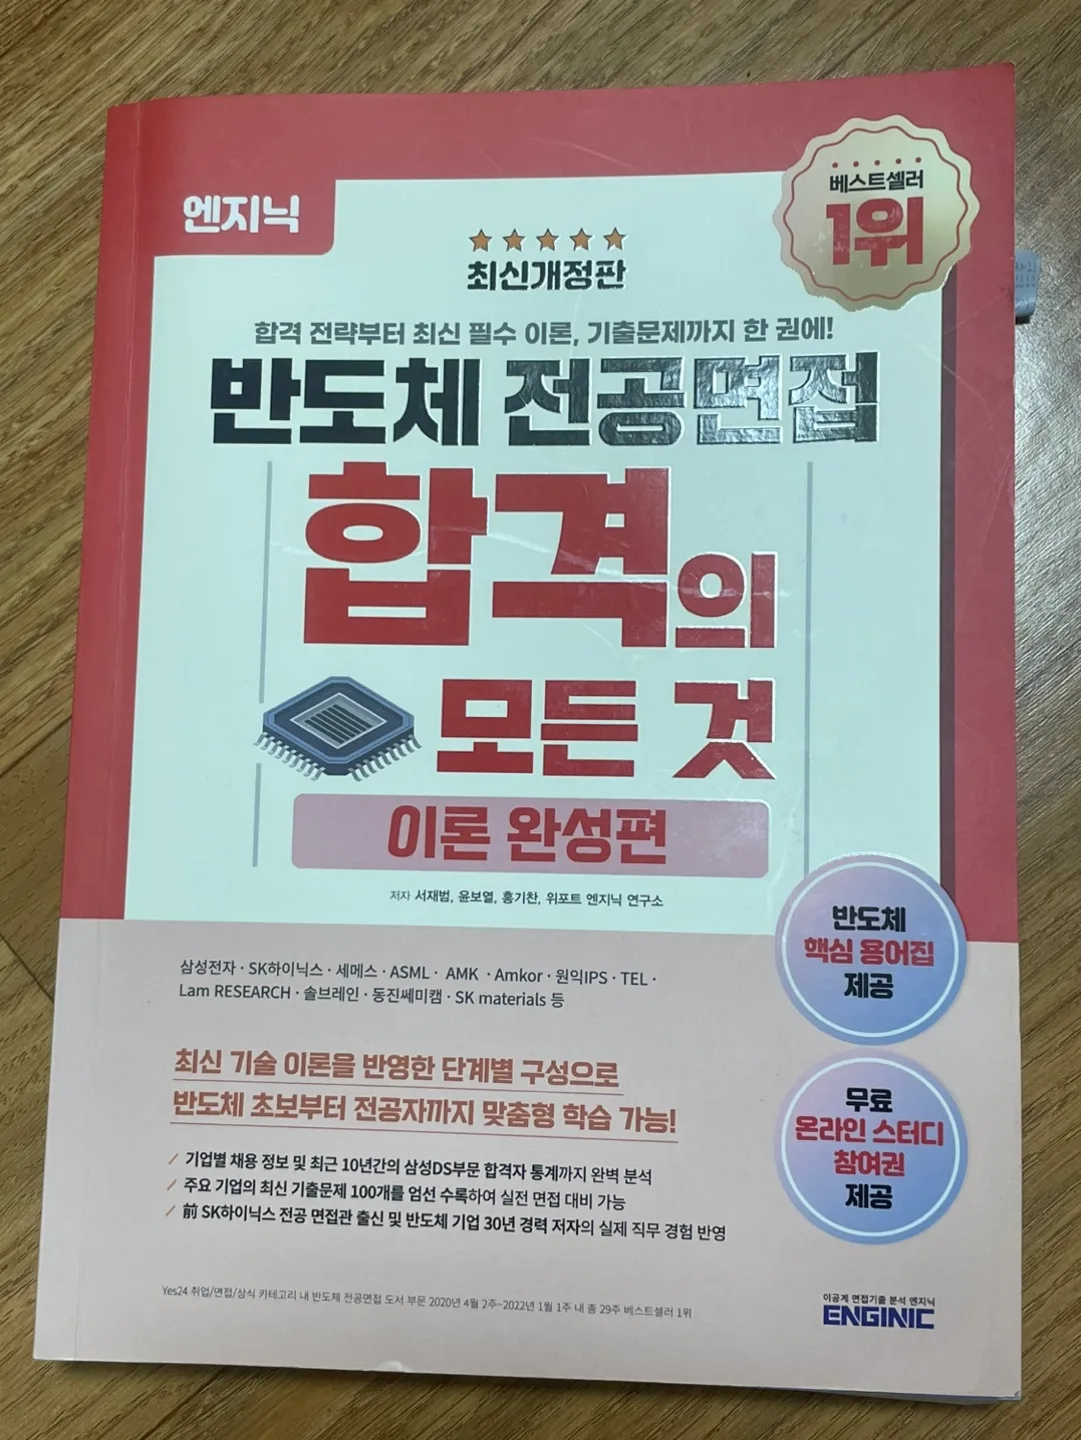 엔지닉
베스트셀러
1위
최신개정판
합격 전략부터 최신 필수 이론, 기출문제까지 한 권에!
반도체 전공면접
합격의
모든 것
이론 완성편
저자 서재범, 윤보열, 홍기찬, 위포트 엔지닉 연구소
반도체
핵심 용어집
제공
삼성전자 · SK하이닉스 · 세메스 · ASML · AMK · Amkor · 원익IPS · TEL ·
Lam RESEARCH · 솔브레인 · 동진쎄미캠 · SK materials 등
최신 기술 이론을 반영한 단계별 구성으로
반도체 초보부터 전공자까지 맞춤형 학습 가능!
무료
온라인 스터디
참여권
제공
기업별 채용 정보 및 최근 10년간의 삼성DS부문 합격자 통계까지 완벽 분석
주요 기업의 최신 기출문제 100개를 엄선 수록하여 실전 면접 대비 가능
前 SK하이닉스 전공 면접관 출신 및 반도체 기업 30년 경력 저자의 실제 직무 경험 반영
Yes24 취업/면접/상식 카테고리 내 반도체 전공면접 도서 부문 2020년 4월 2주~2022년 1월 1주 내 총 29주 베스트셀러 1위
이공계 면접기출 분석 엔지닉
ENGINIC